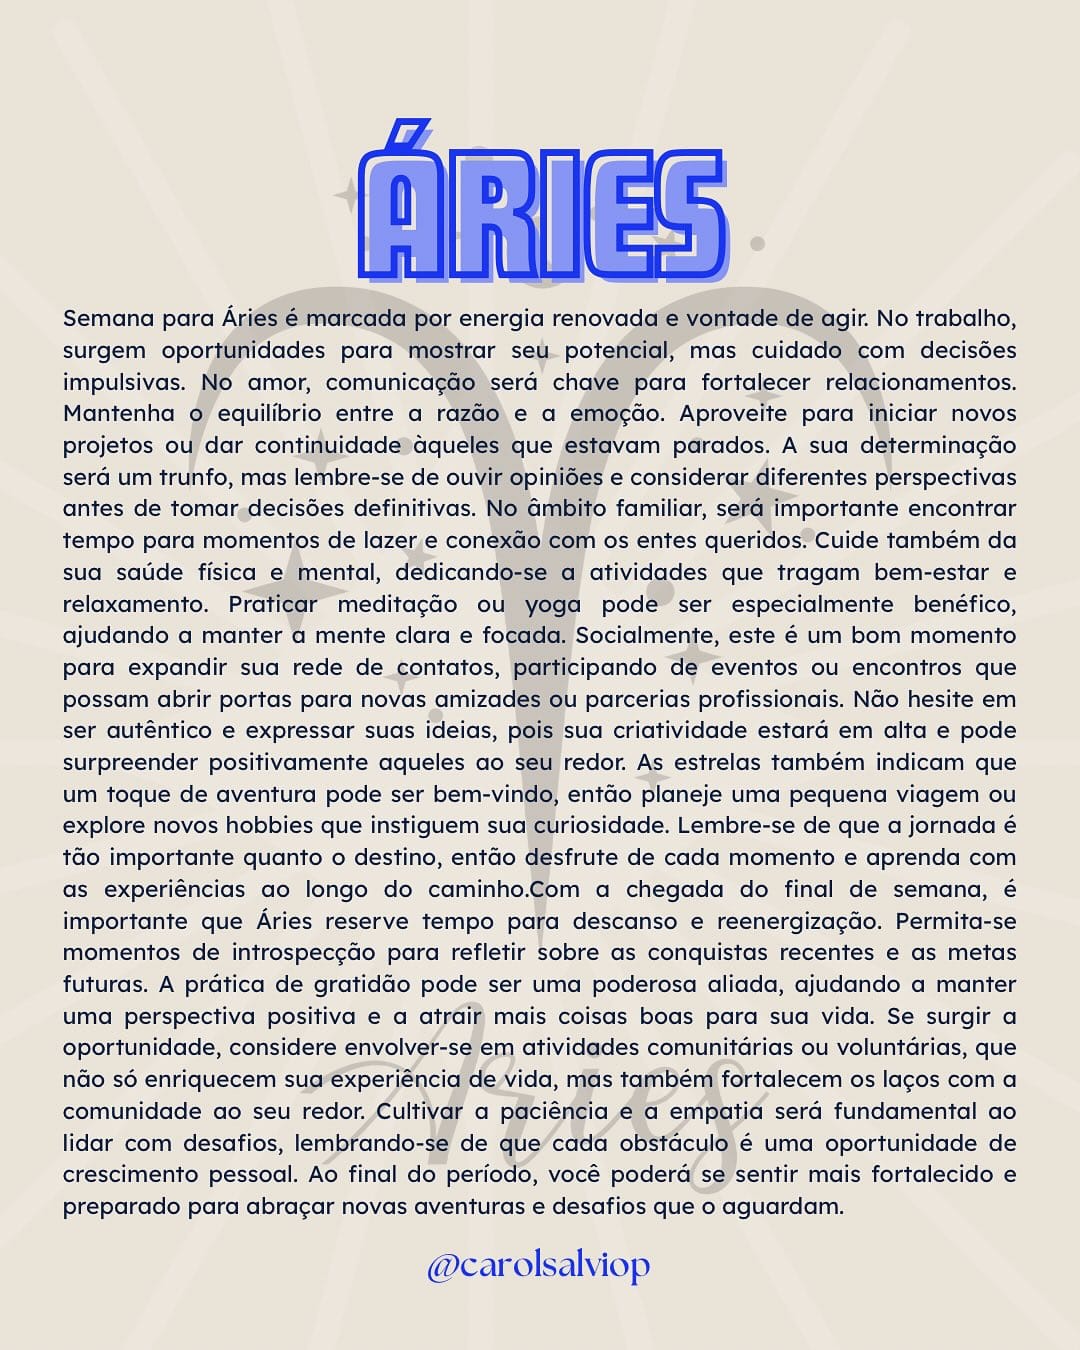 ÁRIES
Semana para Áries é marcada por energia renovada e vontade de agir. No trabalho,
surgem oportunidades para mostrar seu potencial, mas cuidado com decisões
impulsivas. No amor, comunicação será chave para fortalecer relacionamentos.
Mantenha o equilíbrio entre a razão e a emoção. Aproveite para iniciar novos
projetos ou dar continuidade àqueles que estavam parados. A sua determinação
será um trunfo, mas lembre-se de ouvir opiniões e considerar diferentes perspectivas
antes de tomar decisões definitivas. No âmbito familiar, será importante encontrar
tempo para momentos de lazer e conexão com os entes queridos. Cuide também da
sua saúde física e mental, dedicando-se a atividades que tragam bem-estar e
relaxamento. Praticar meditação ou yoga pode ser especialmente benéfico,
ajudando a manter a mente clara e focada. Socialmente, este é um bom momento
para expandir sua rede de contatos, participando de eventos ou encontros que
possam abrir portas para novas amizades ou parcerias profissionais. Não hesite em
ser autêntico e expressar suas ideias, pois sua criatividade estará em alta e pode
surpreender positivamente aqueles ao seu redor. As estrelas também indicam que
um toque de aventura pode ser bem-vindo, então planeje uma pequena viagem ou
explore novos hobbies que instiguem sua curiosidade. Lembre-se de que a jornada é
tão importante quanto o destino, então desfrute de cada momento e aprenda com
as experiências ao longo do caminho.Com a chegada do final de semana, é
importante que Áries reserve tempo para descanso e reenergização. Permita-se
momentos de introspecção para refletir sobre as conquistas recentes e as metas
futuras. A prática de gratidão pode ser uma poderosa aliada, ajudando a manter
uma perspectiva positiva e a atrair mais coisas boas para sua vida. Se surgir a
oportunidade, considere envolver-se em atividades comunitárias ou voluntárias, que
não só enriquecem sua experiência de vida, mas também fortalecem os laços com a
comunidade ao seu redor. Cultivar a paciência e a empatia será fundamental ao
lidar com desafios, lembrando-se de que cada obstáculo é uma oportunidade de
crescimento pessoal. Ao final do período, você poderá se sentir mais fortalecido e
preparado para abraçar novas aventuras e desafios que o aguardam.
Aries
@carolsalviop